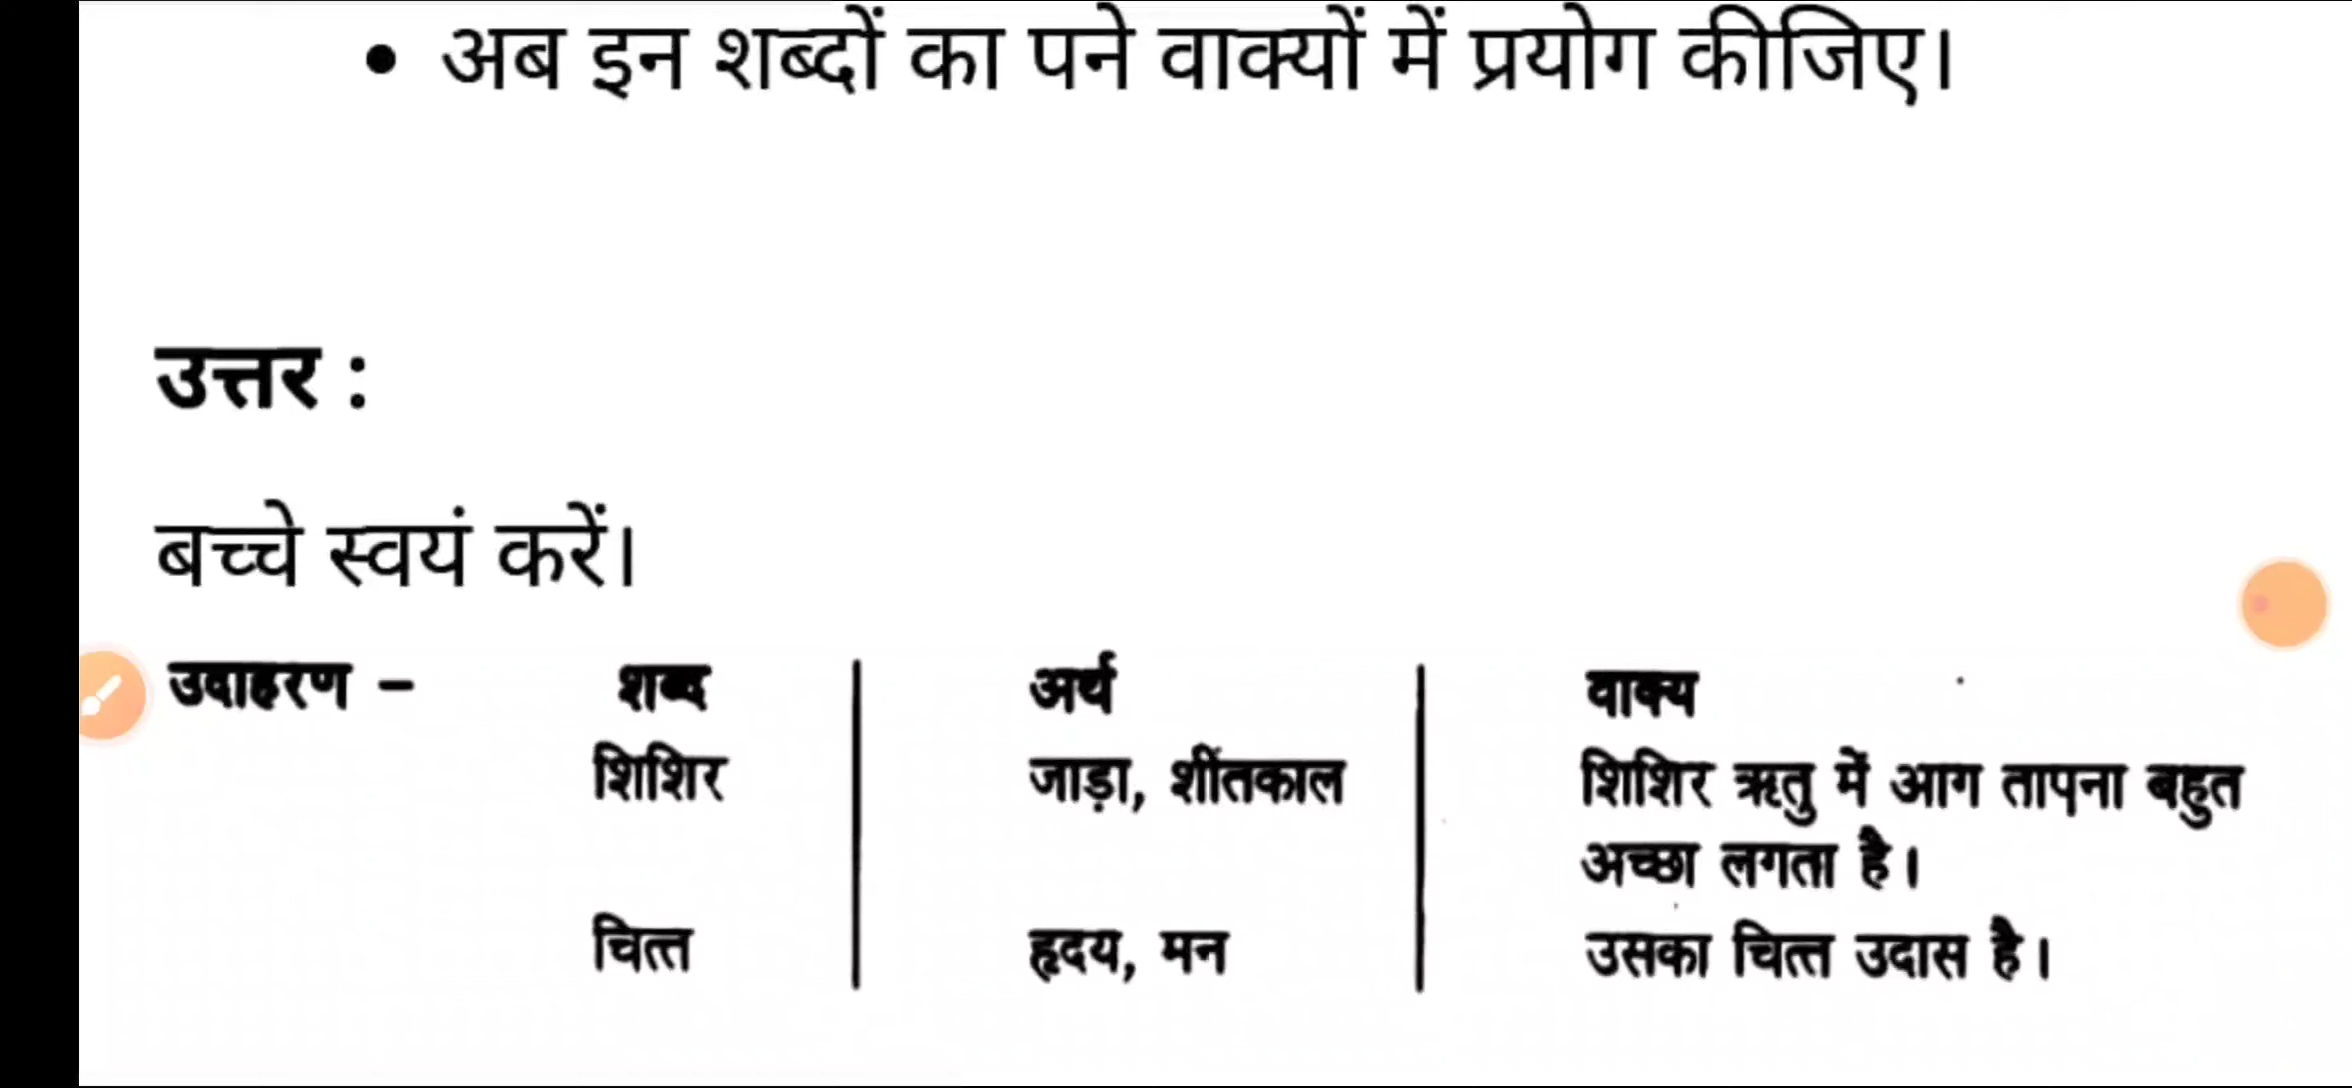 • अब इन शब्दों का पने वाक्यों में प्रयोग कीजिए।
उत्तर :
बच्चे स्वयं करें।
उदाहरण – शब्द अर्थ वाक्य
शिशिर जाड़ा, शींतकाल शिशिर ऋतु में आग ताप्ना बहुत
अच्छा लगता है।
चित्त हृदय, मन उसका चित्त उदास है।